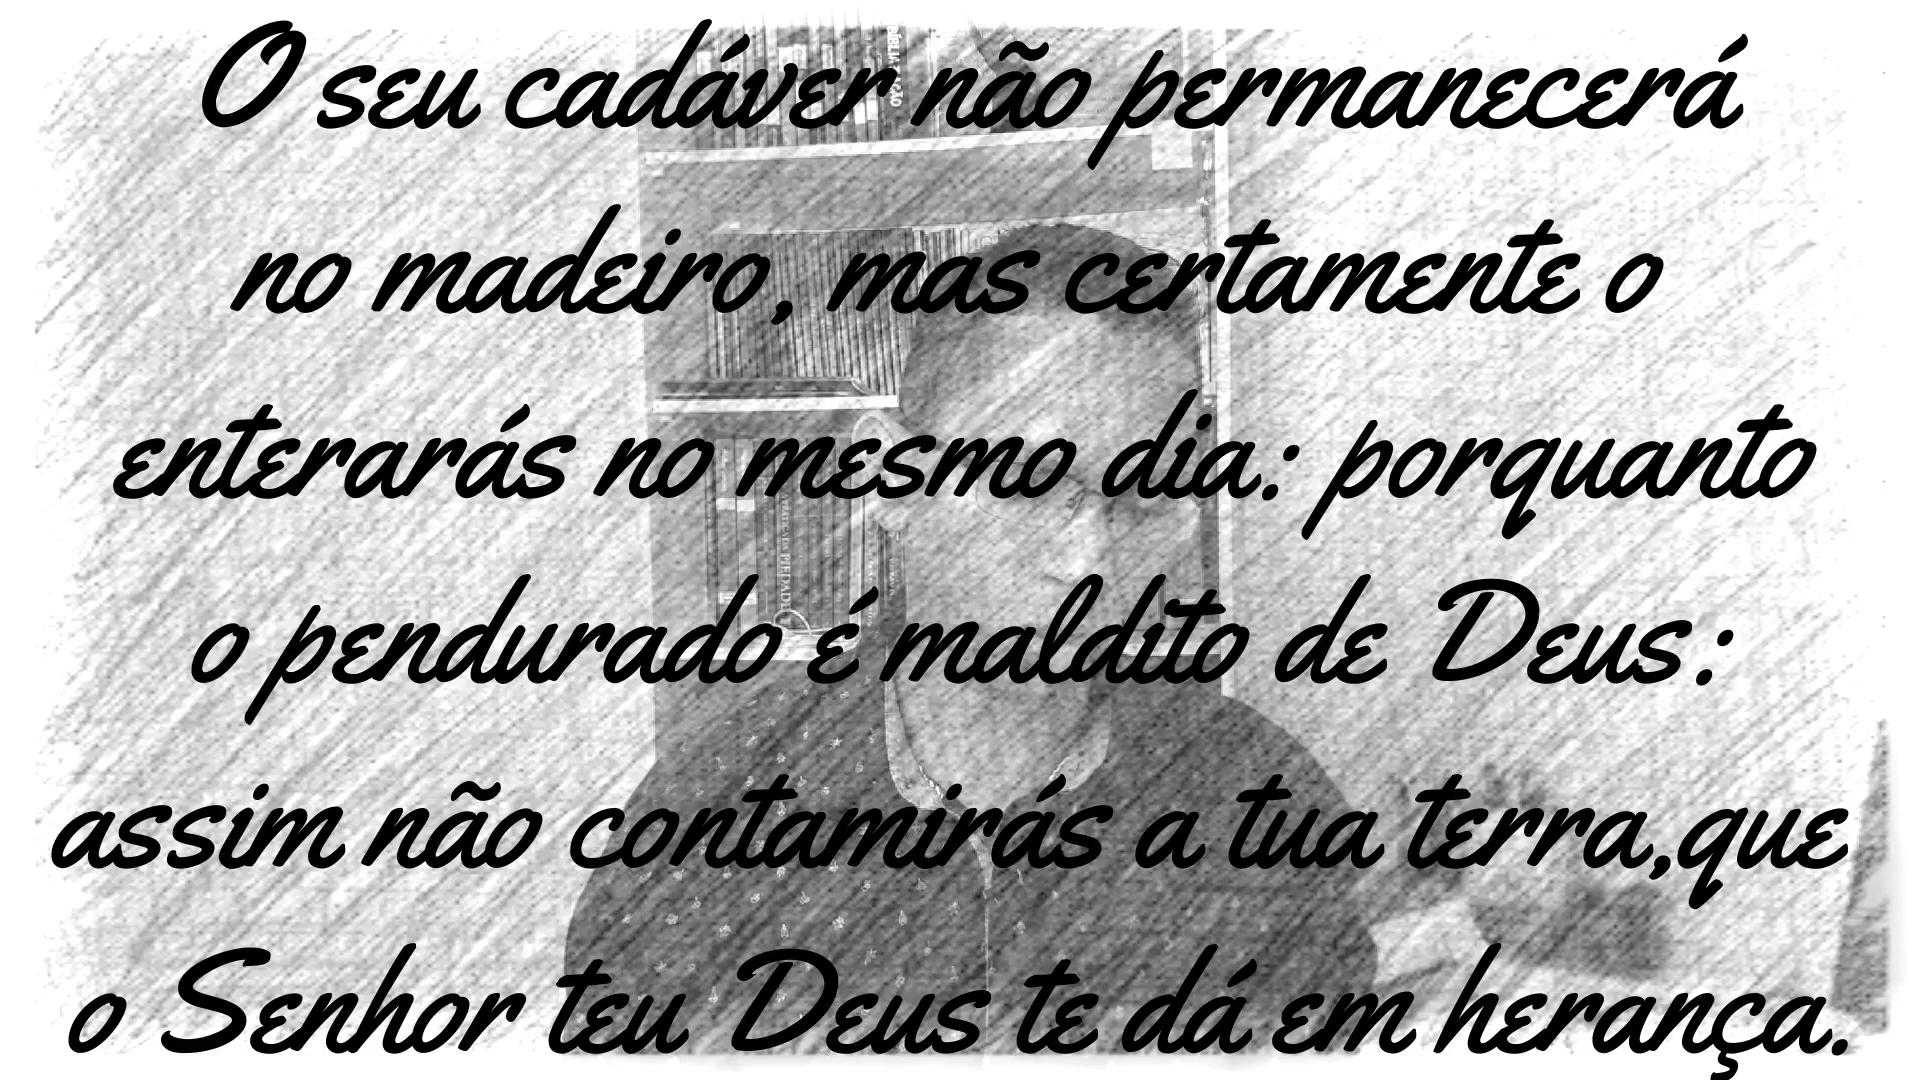 O seu cadáver não permanecerá
no madeiro, mas certamente o
enterarás no mesmo dia: porquanto
o pendurado é maldito de Deus:
assim não contamirás a tua terra,que
o Senhor teu Deus te dá em herança.